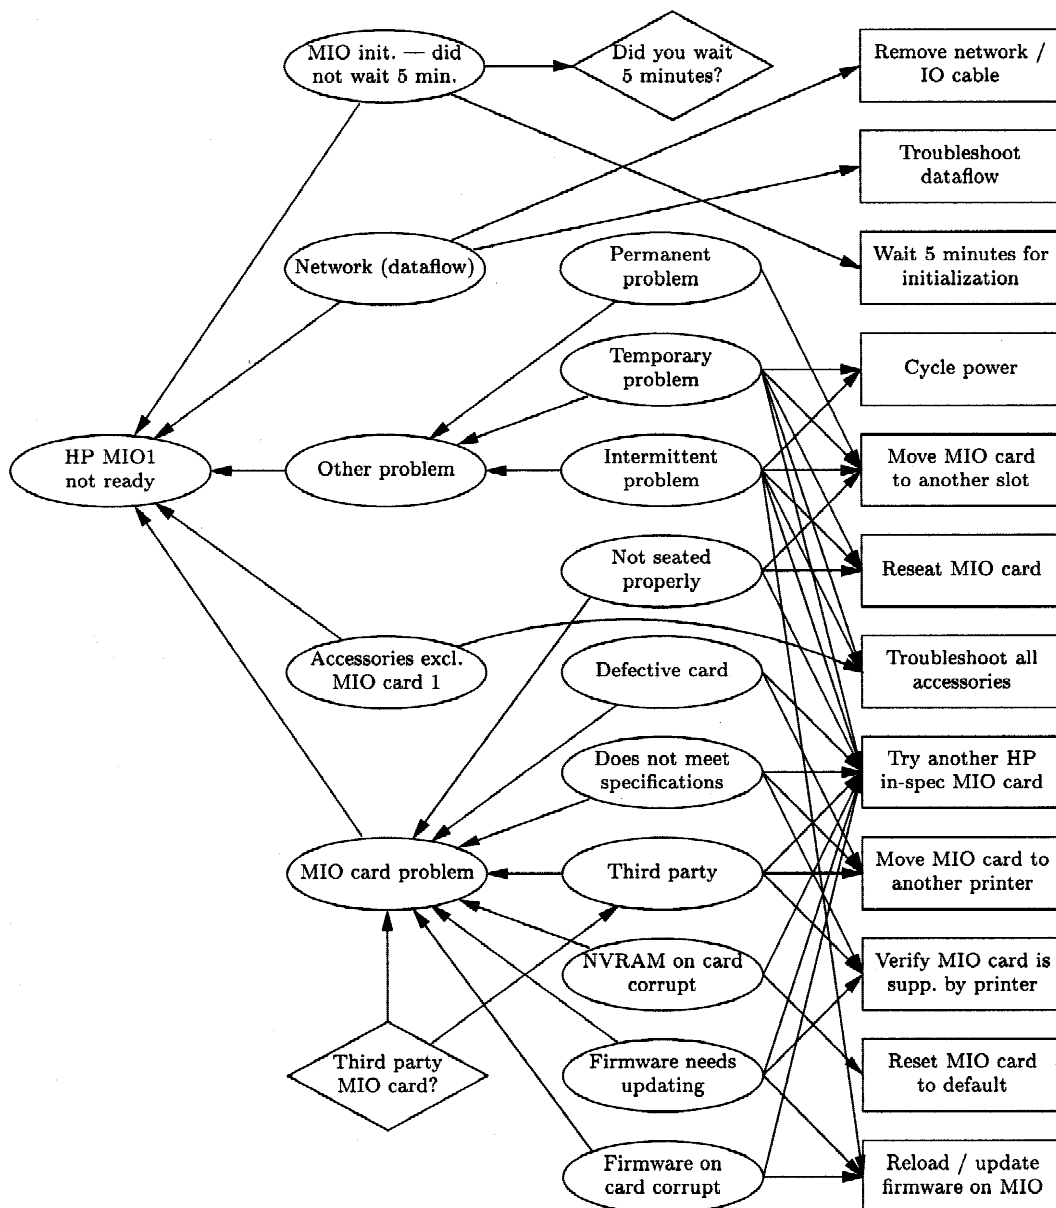 MIO init. — did
not wait 5 min.
Did you wait
5 minutes?
Remove network /
IO cable
Troubleshoot
dataflow
Network (dataflow)
Permanent
problem
Wait 5 minutes for
initialization
Temporary
problem
Cycle power
HP MIO1
not ready
Other problem
Intermittent
problem
Move MIO card
to another slot
Not seated
properly
Reseat MIO card
Accessories excl.
MIO card 1
Defective card
Troubleshoot all
accessories
Does not meet
specifications
Try another HP
in-spec MIO card
MIO card problem
Third party
Move MIO card to
another printer
NVRAM on card
corrupt
Verify MIO card is
supp. by printer
Third party
MIO card?
Firmware needs
updating
Reset MIO card
to default
Firmware on
card corrupt
Reload / update
firmware on MIO